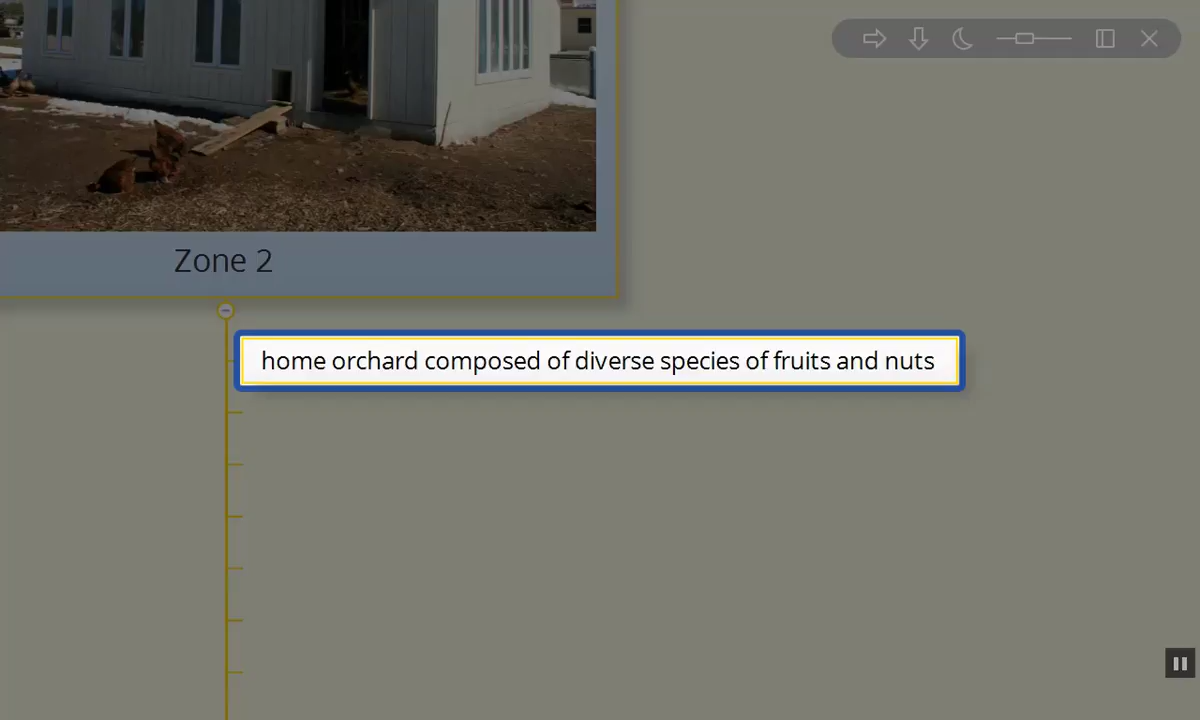 Zone 2
home orchard composed of diverse species of fruits and nuts